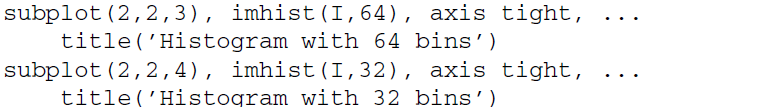 subplot(2,2,3), imhist(I,64), axis tight, ...
    title(’Histogram with 64 bins’)
subplot(2,2,4), imhist(I,32), axis tight, ...
    title(’Histogram with 32 bins’)